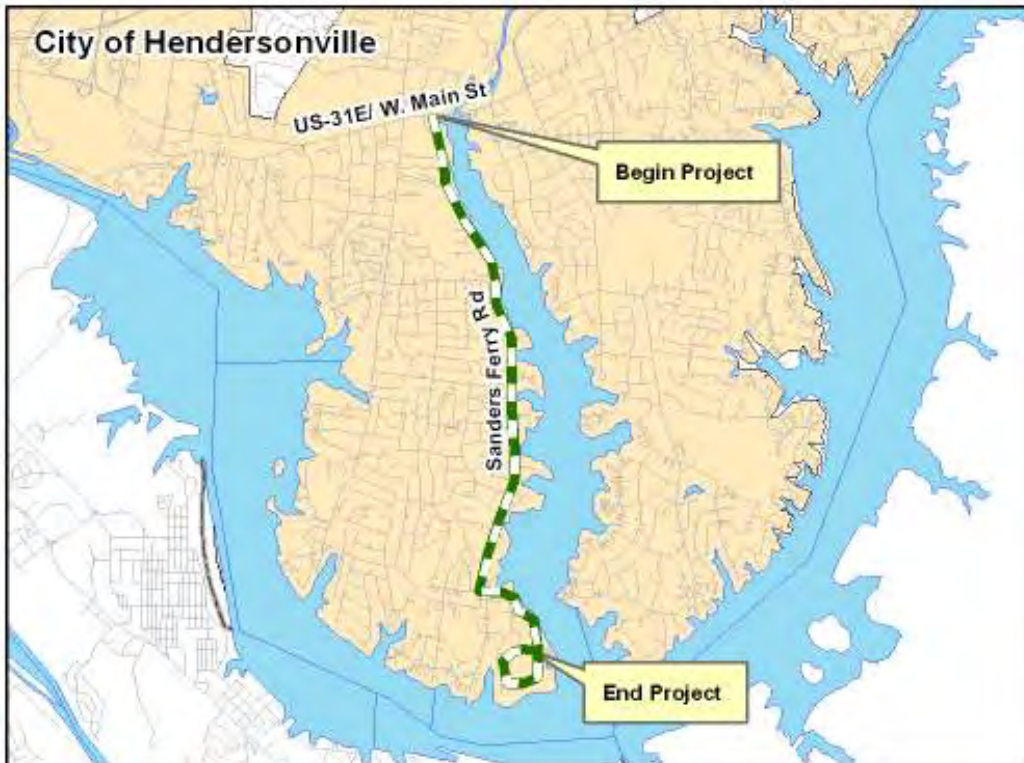 City of Hendersonville
US-31E/ W. Main St
Begin Project
Sanders Ferry Rd
End Project